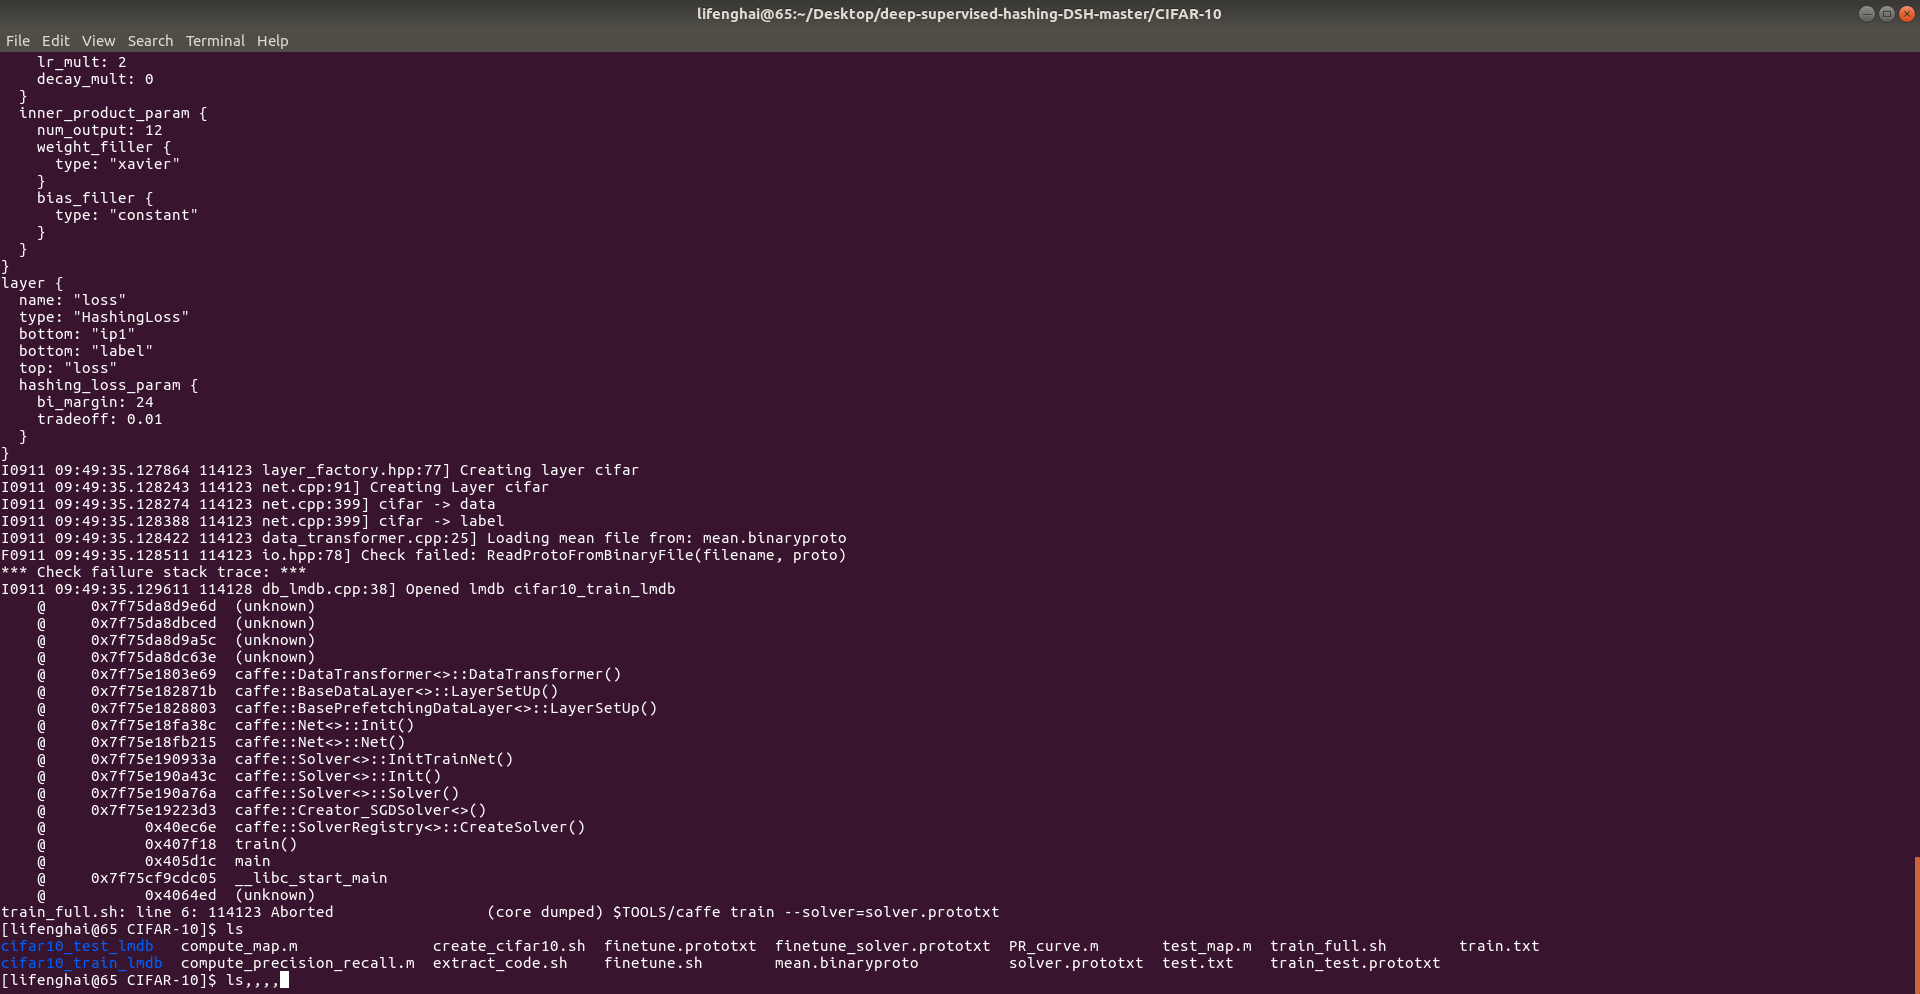 lifenghai@65:~/Desktop/deep-supervised-hashing-DSH-master/CIFAR-10
File Edit View Search Terminal Help
    lr_mult: 2
    decay_mult: 0
  }
  inner_product_param {
    num_output: 12
    weight_filler {
      type: "xavier"
    }
    bias_filler {
      type: "constant"
    }
  }
}
layer {
  name: "loss"
  type: "HashingLoss"
  bottom: "ip1"
  bottom: "label"
  top: "loss"
  hashing_loss_param {
    bi_margin: 24
    tradeoff: 0.01
  }
}
I0911 09:49:35.127864 114123 layer_factory.hpp:77] Creating layer cifar
I0911 09:49:35.128243 114123 net.cpp:91] Creating Layer cifar
I0911 09:49:35.128274 114123 net.cpp:399] cifar -> data
I0911 09:49:35.128388 114123 net.cpp:399] cifar -> label
I0911 09:49:35.128422 114123 data_transformer.cpp:25] Loading mean file from: mean.binaryproto
F0911 09:49:35.128511 114123 io.hpp:78] Check failed: ReadProtoFromBinaryFile(filename, proto)
*** Check failure stack trace: ***
I0911 09:49:35.129611 114128 db_lmdb.cpp:38] Opened lmdb cifar10_train_lmdb
    @     0x7f75da8d9e6d  (unknown)
    @     0x7f75da8dbced  (unknown)
    @     0x7f75da8d9a5c  (unknown)
    @     0x7f75da8dc63e  (unknown)
    @     0x7f75e1803e69  caffe::DataTransformer<>::DataTransformer()
    @     0x7f75e182871b  caffe::BaseDataLayer<>::LayerSetUp()
    @     0x7f75e1828803  caffe::BasePrefetchingDataLayer<>::LayerSetUp()
    @     0x7f75e18fa38c  caffe::Net<>::Init()
    @     0x7f75e18fb215  caffe::Net<>::Net()
    @     0x7f75e190933a  caffe::Solver<>::InitTrainNet()
    @     0x7f75e190a43c  caffe::Solver<>::Init()
    @     0x7f75e190a76a  caffe::Solver<>::Solver()
    @     0x7f75e19223d3  caffe::Creator_SGDSolver<>()
    @           0x40ec6e  caffe::SolverRegistry<>::CreateSolver()
    @           0x407f18  train()
    @           0x405d1c  main
    @     0x7f75cf9cdc05  __libc_start_main
    @           0x4064ed  (unknown)
train_full.sh: line 6: 114123 Aborted                 (core dumped) $TOOLS/caffe train --solver=solver.prototxt
[lifenghai@65 CIFAR-10]$ ls
cifar10_test_lmdb   compute_map.m               create_cifar10.sh  finetune.prototxt  finetune_solver.prototxt  PR_curve.m       test_map.m  train_full.sh        train.txt
cifar10_train_lmdb  compute_precision_recall.m  extract_code.sh    finetune.sh        mean.binaryproto          solver.prototxt  test.txt    train_test.prototxt
[lifenghai@65 CIFAR-10]$ ls,,,,